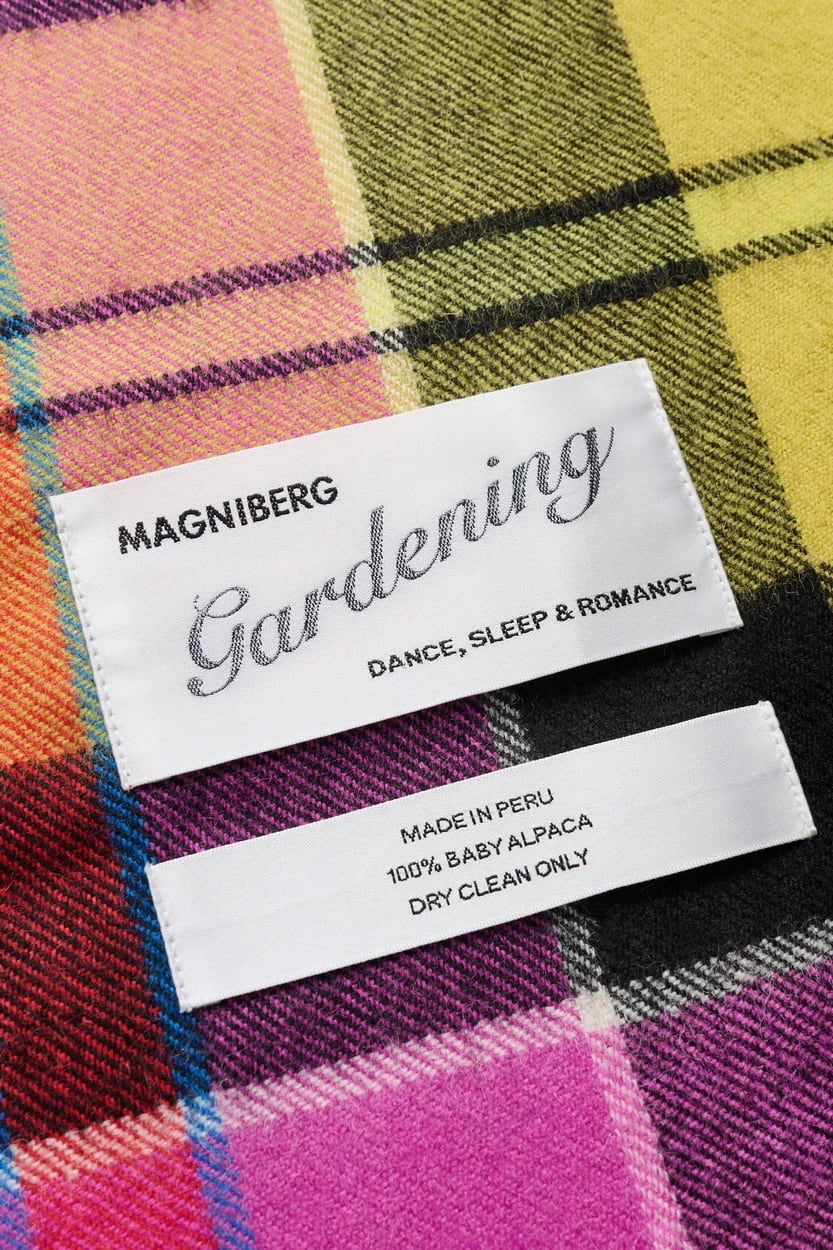 MAGNIBERG
Gardening
DANCE, SLEEP & ROMANCE
MADE IN PERU
100% BABY ALPACA
DRY CLEAN ONLY